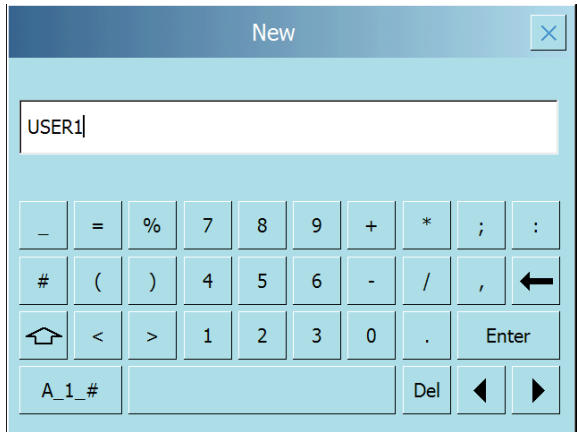 New
USER1
_ = % 7 8 9 + * ; :
# ( ) 4 5 6 - / ,
< > 1 2 3 0 . Enter
A_1_# Del